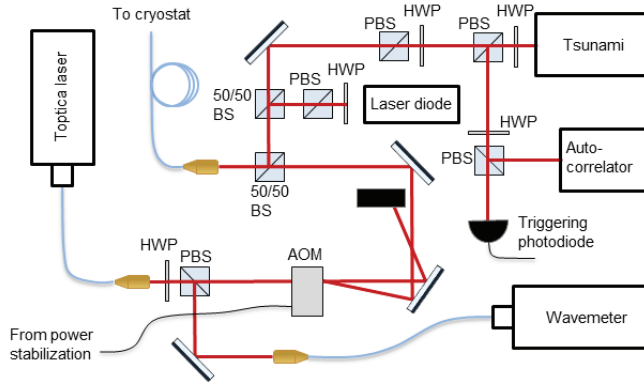 To cryostat
PBS
HWP
PBS
HWP
Tsunami
Toptica laser
50/50
BS
PBS
HWP
Laser diode
HWP
PBS
Auto-
correlator
50/50
BS
Triggering
photodiode
HWP
PBS
AOM
From power
stabilization
Wavemeter